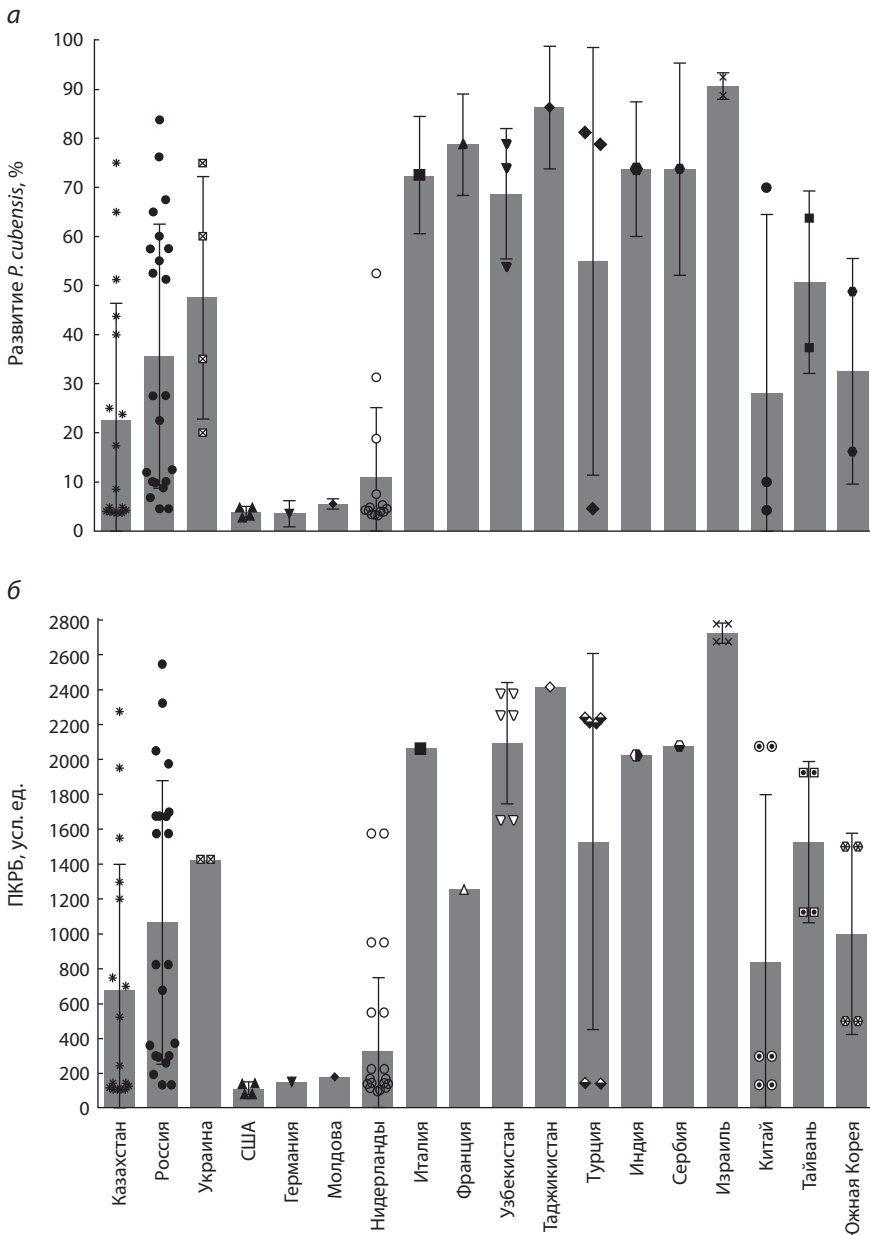 а
Развитие P. cubensis, %
100
90
80
70
60
50
40
30
20
10
0
б
ПКРБ, усл. ед.
2800
2600
2400
2200
2000
1800
1600
1400
1200
1000
800
600
400
200
0
Казахстан
Россия
Украина
США
Германия
Молдова
Нидерланды
Италия
Франция
Узбекистан
Таджикистан
Турция
Индия
Сербия
Израиль
Китай
Тайвань
Южная Корея